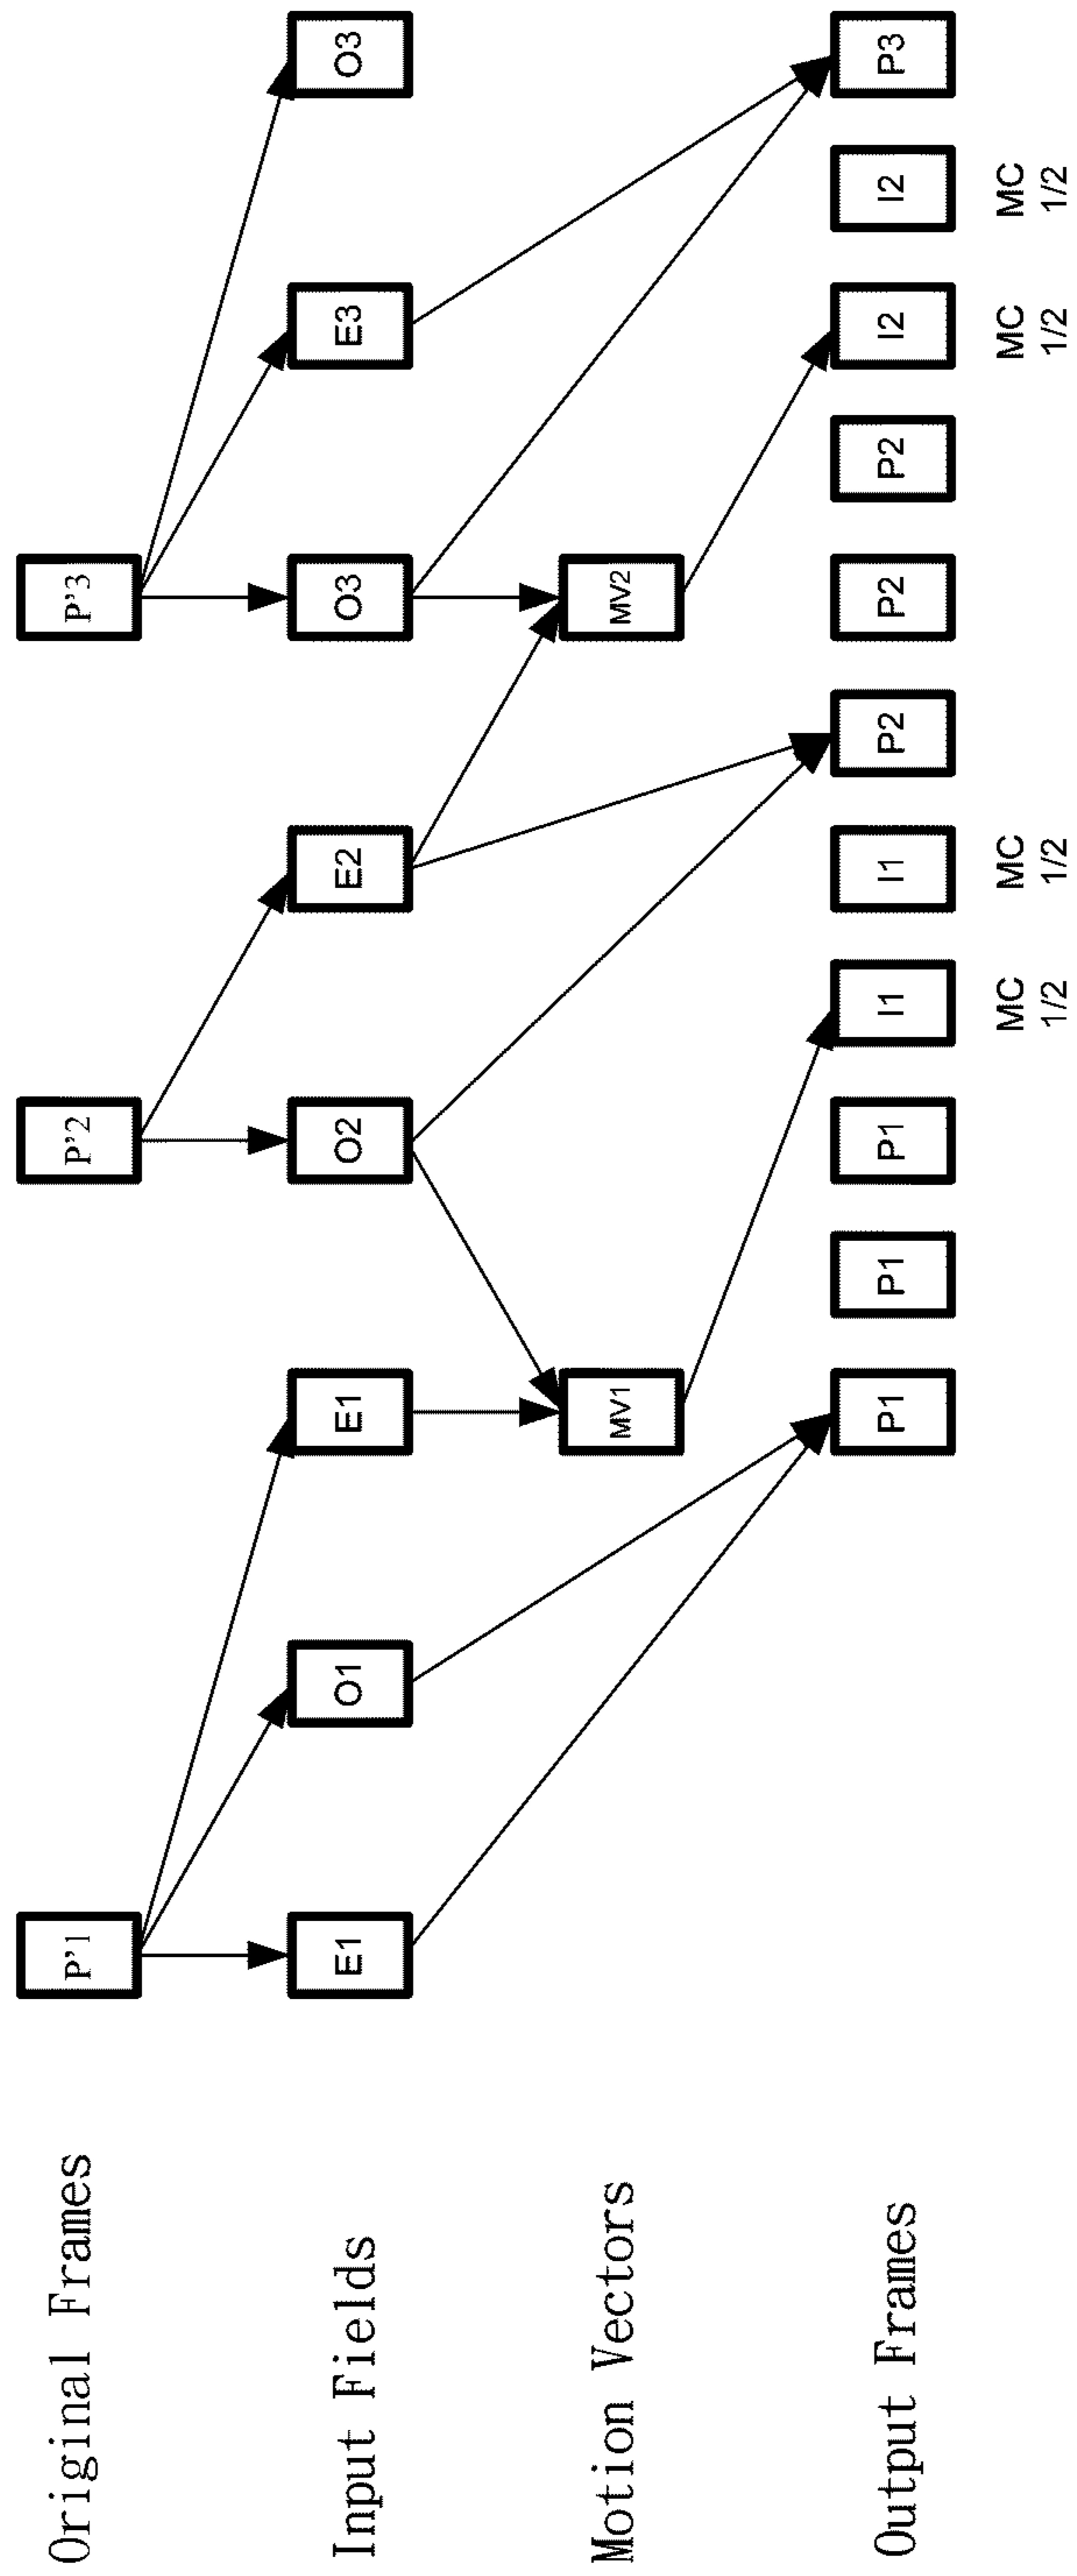 Original Frames
P'1
P'2
P'3
Input Fields
E1
O1
E1
O2
E2
O3
E3
O3
Motion Vectors
MV1
MV2
Output Frames
P1
P1
P1
I1
I1
P2
P2
P2
I2
I2
P3
MC
1/2
MC
1/2
MC
1/2
MC
1/2